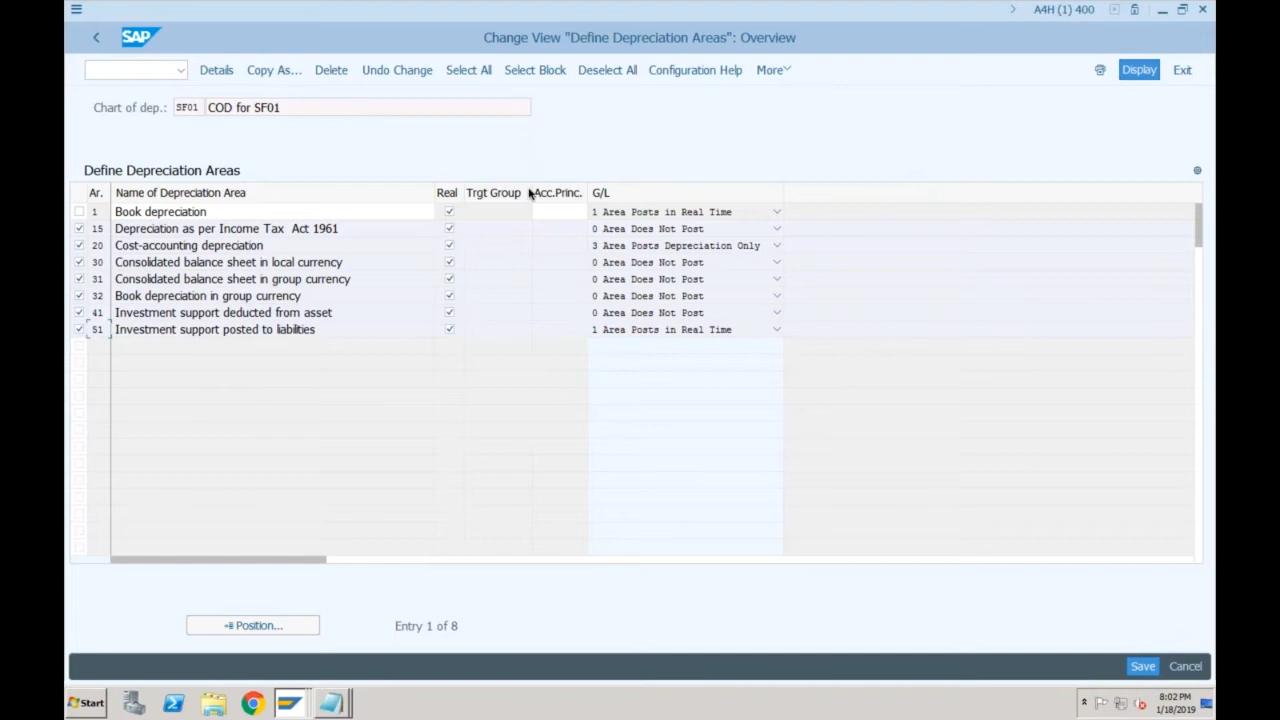 A4H (1) 400
SAP
Change View "Define Depreciation Areas": Overview
Details Copy As... Delete Undo Change Select All Select Block Deselect All Configuration Help More Display Exit
Chart of dep.: SF01 COD for SF01
Define Depreciation Areas
Ar. Name of Depreciation Area Real Trgt Group Acc.Princ. G/L
1 Book depreciation 1 Area Posts in Real Time
15 Depreciation as per Income Tax Act 1961 0 Area Does Not Post
20 Cost-accounting depreciation 3 Area Posts Depreciation Only
30 Consolidated balance sheet in local currency 0 Area Does Not Post
31 Consolidated balance sheet in group currency 0 Area Does Not Post
32 Book depreciation in group currency 0 Area Does Not Post
41 Investment support deducted from asset 0 Area Does Not Post
51 Investment support posted to liabilities 1 Area Posts in Real Time
Position... Entry 1 of 8
Save Cancel
Start 8:02 PM
1/18/2019